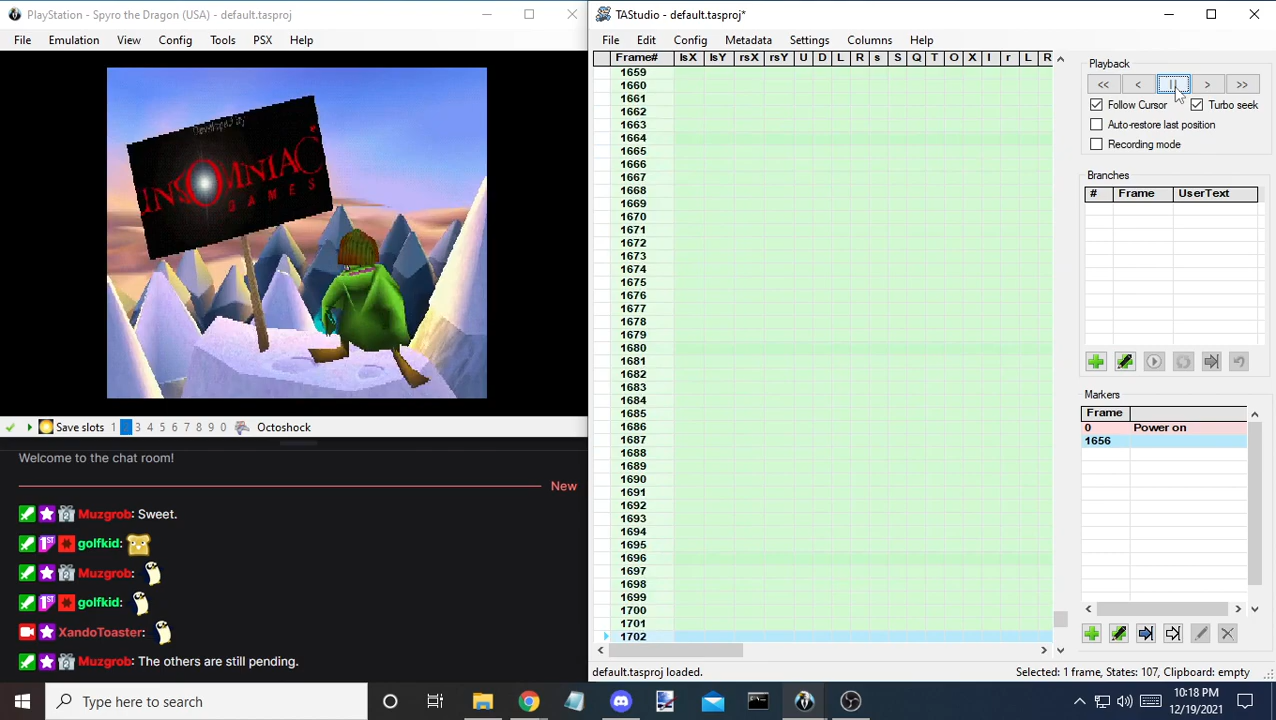 PlayStation - Spyro the Dragon (USA) - default.tasproj
File Emulation View Config Tools PSX Help
Developed by
INSOMNIAC
GAMES
Save slots 1 3 4 5 6 7 8 9 0 Octoshock
Welcome to the chat room!
New
Muzgrob: Sweet.
golfkid:
Muzgrob:
golfkid:
XandoToaster:
Muzgrob: The others are still pending.
TAStudio - default.tasproj*
File Edit Config Metadata Settings Columns Help
Frame# lsX lsY rsX rsY U D L R s S Q T O X l r L R
1659
1660
1661
1662
1664
1665
1666
1667
1668
1669
1670
1671
1672
1673
1674
1675
1676
1677
1678
1679
1680
1681
1682
1683
1684
1685
1686
1687
1688
1689
1690
1691
1692
1693
1694
1695
1696
1697
1698
1699
1700
1701
1702
default.tasproj loaded.
Selected: 1 frame, States: 107, Clipboard: empty
Playback
<< < > >>
Follow Cursor Turbo seek
Auto-restore last position
Recording mode
Branches
# Frame UserText
Markers
Frame
0 Power on
1656
Type here to search
10:18 PM
12/19/2021